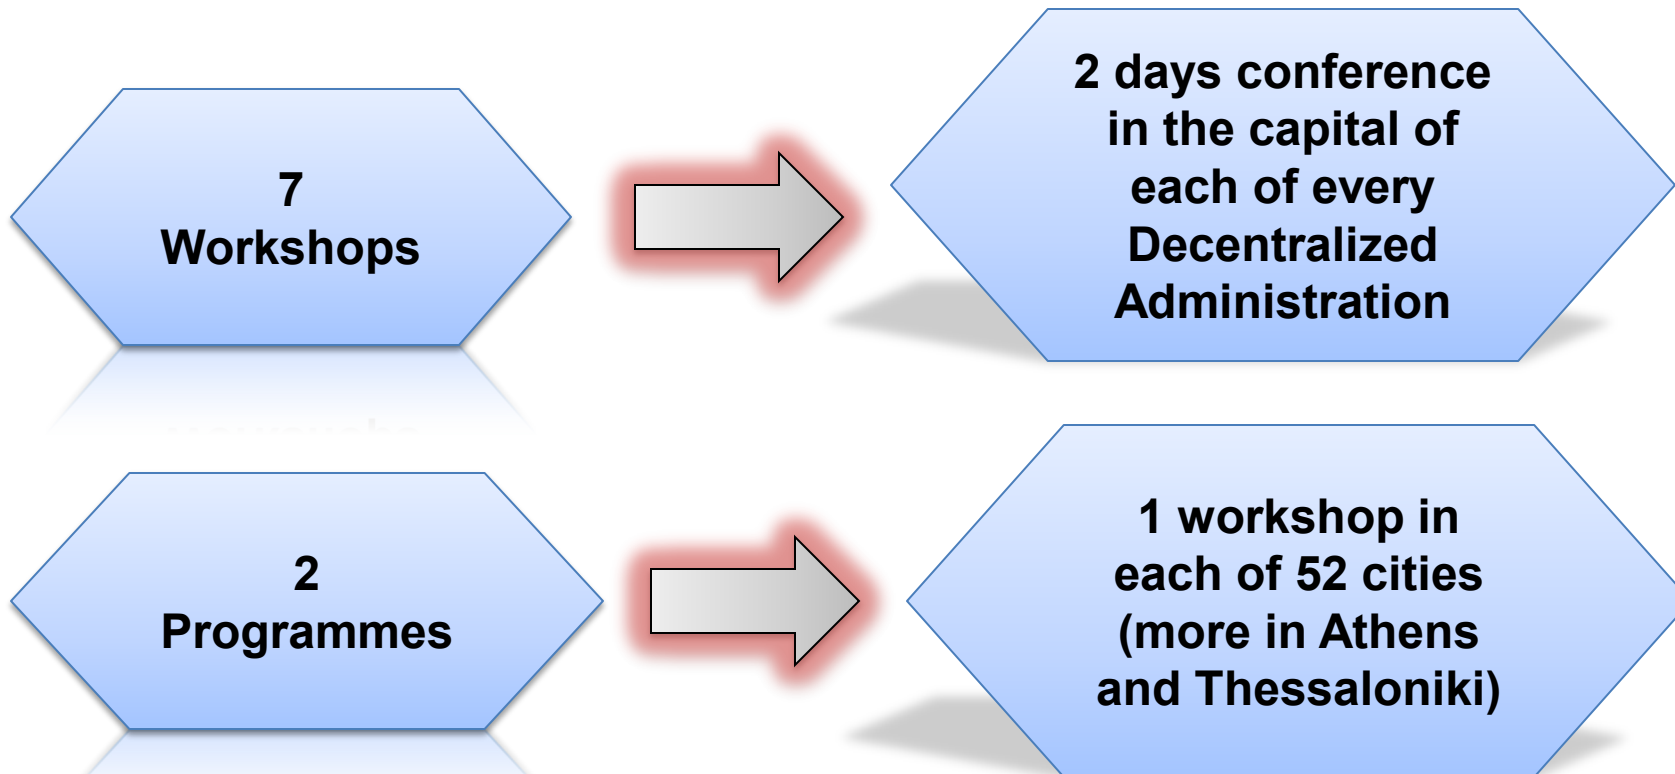 7
Workshops
2 days conference
in the capital of
each of every
Decentralized
Administration
2
Programmes
1 workshop in
each of 52 cities
(more in Athens
and Thessaloniki)